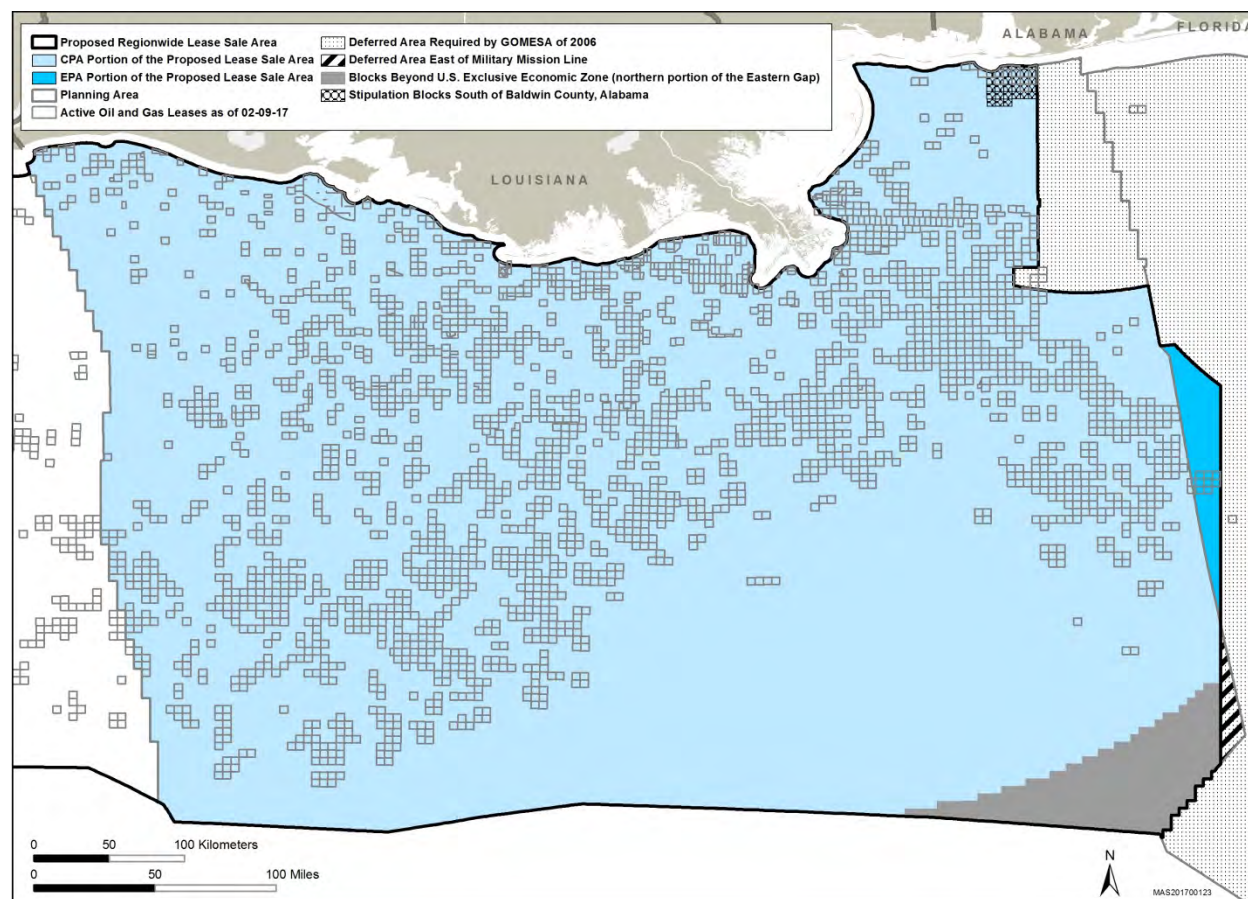 Proposed Regionwide Lease Sale Area
CPA Portion of the Proposed Lease Sale Area
EPA Portion of the Proposed Lease Sale Area
Planning Area
Active Oil and Gas Leases as of 02-09-17
Deferred Area Required by GOMESA of 2006
Deferred Area East of Military Mission Line
Blocks Beyond U.S. Exclusive Economic Zone (northern portion of the Eastern Gap)
Stipulation Blocks South of Baldwin County, Alabama
FLORIDA
ALABAMA
LOUISIANA
0 50 100 Kilometers
0 50 100 Miles
N
MAS201700123